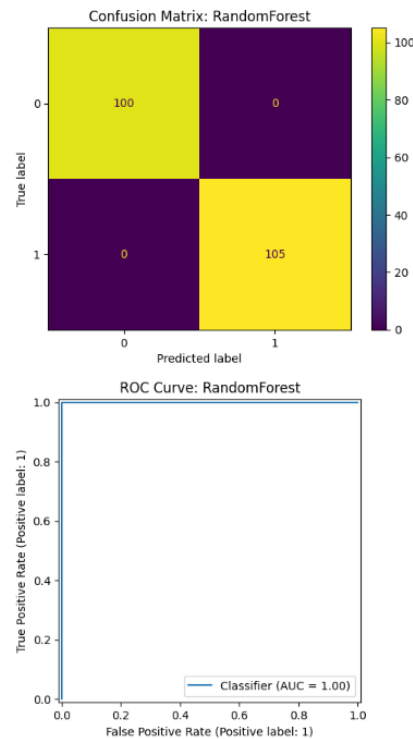 Confusion Matrix: RandomForest
100
80
60
40
20
0
True label
0
1
100
0
0
105
0
1
Predicted label
ROC Curve: RandomForest
True Positive Rate (Positive label: 1)
1.0
0.8
0.6
0.4
0.2
0.0
Classifier (AUC = 1.00)
0.0 0.2 0.4 0.6 0.8 1.0
False Positive Rate (Positive label: 1)